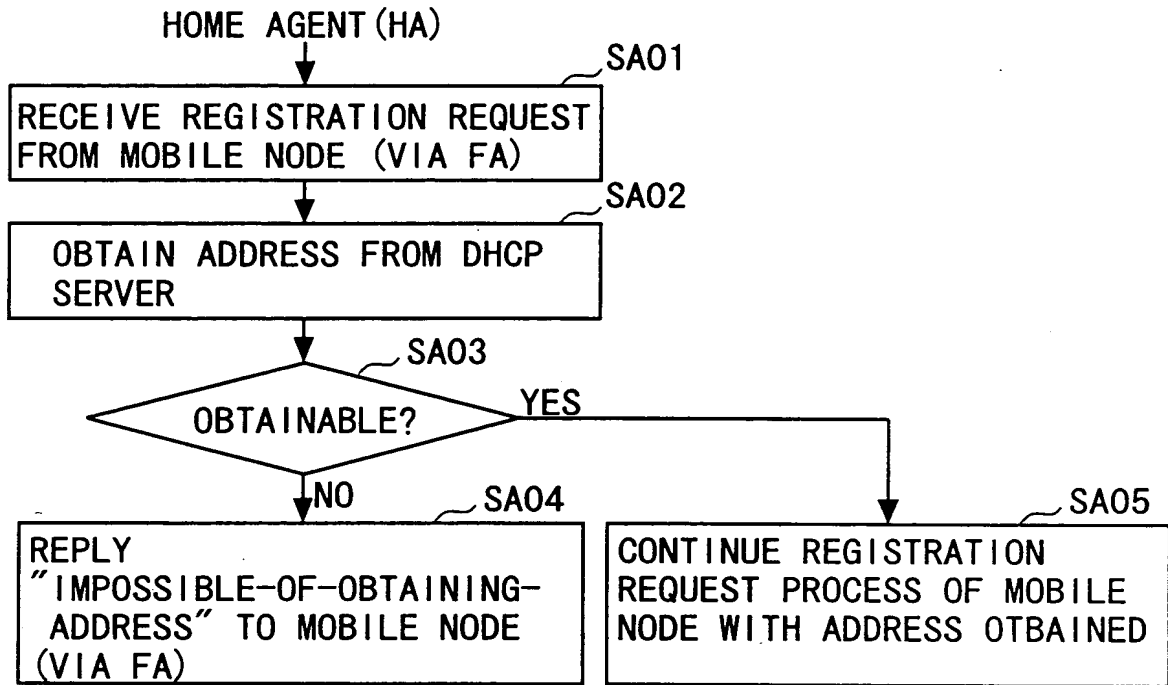 HOME AGENT(HA)
SA01
RECEIVE REGISTRATION REQUEST
FROM MOBILE NODE (VIA FA)
SA02
OBTAIN ADDRESS FROM DHCP
SERVER
SA03
OBTAINABLE?
YES
NO
SA04
REPLY
"IMPOSSIBLE-OF-OBTAINING-
ADDRESS" TO MOBILE NODE
(VIA FA)
SA05
CONTINUE REGISTRATION
REQUEST PROCESS OF MOBILE
NODE WITH ADDRESS OTBAINED